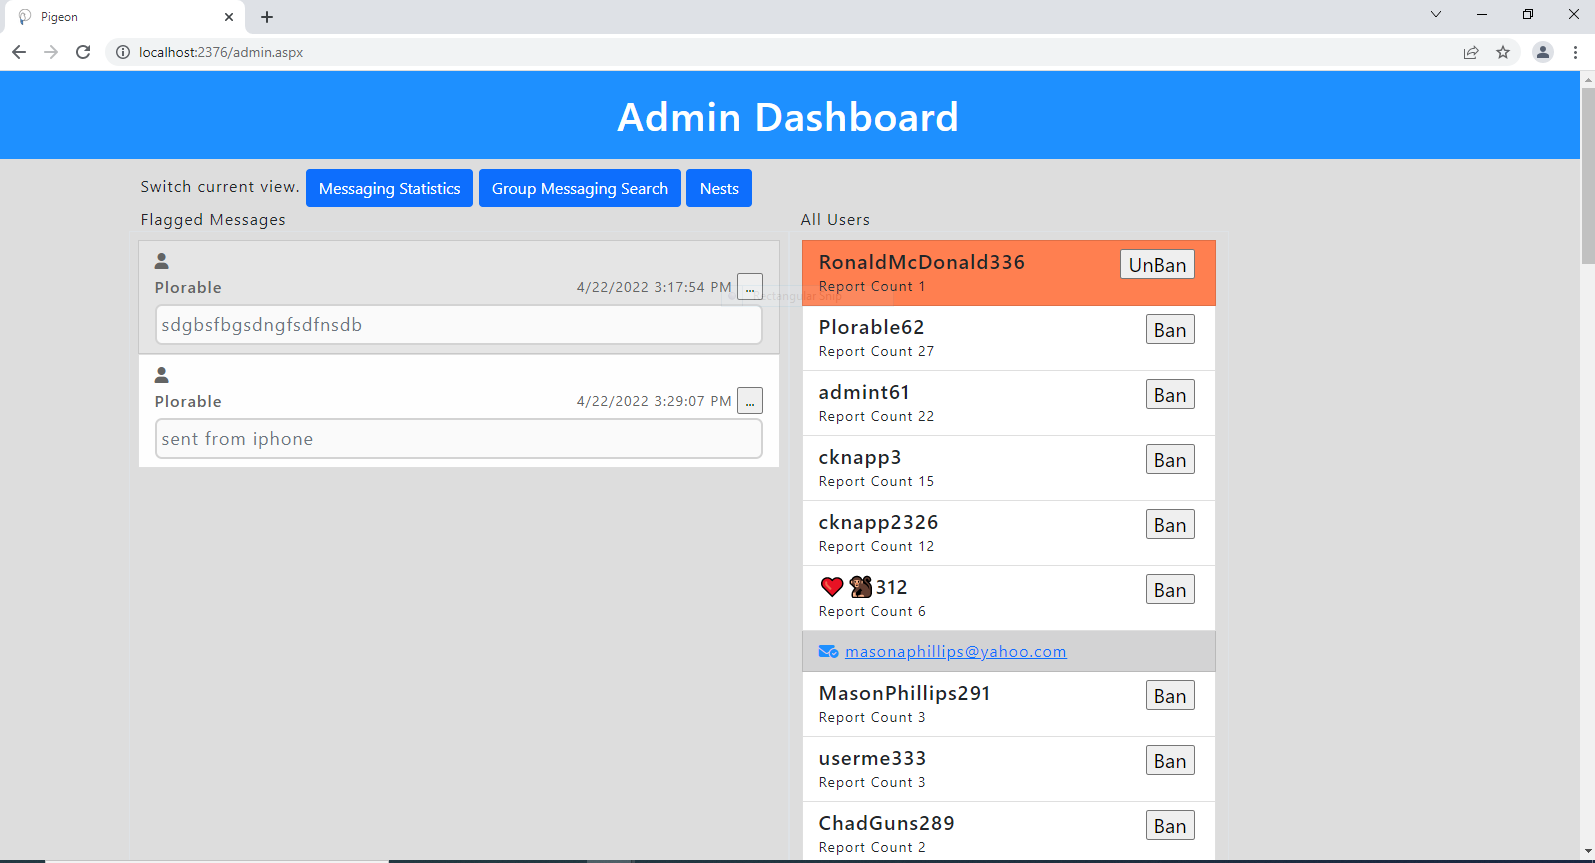 Pigeon
localhost:2376/admin.aspx
Admin Dashboard
Switch current view. Messaging Statistics Group Messaging Search Nests
Flagged Messages
Plorable 4/22/2022 3:17:54 PM ...
sdgbsfbgsdngfsdfnsdb
Plorable 4/22/2022 3:29:07 PM ...
sent from iphone
Rectangular Snip
All Users
RonaldMcDonald336 UnBan
Report Count 1
Plorable62 Ban
Report Count 27
admint61 Ban
Report Count 22
cknapp3 Ban
Report Count 15
cknapp2326 Ban
Report Count 12
❤️🐒312 Ban
Report Count 6
masonaphillips@yahoo.com
MasonPhillips291 Ban
Report Count 3
userme333 Ban
Report Count 3
ChadGuns289 Ban
Report Count 2